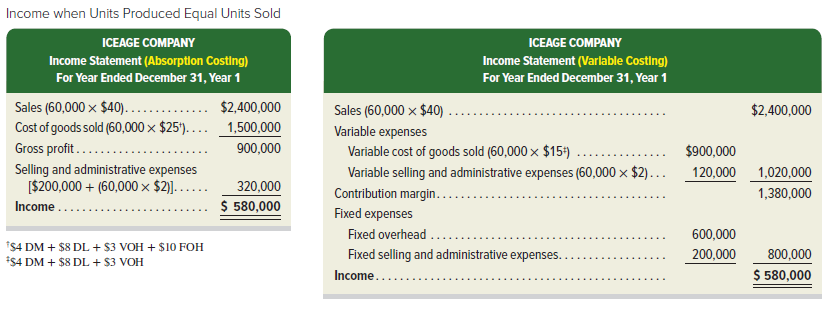 Income when Units Produced Equal Units Sold
ICEAGE COMPANY
Income Statement (Absorption Costing)
For Year Ended December 31, Year 1
Sales (60,000 × $40). . . . . . . . . . . . . . $2,400,000
Cost of goods sold (60,000 × $25†). . . . 1,500,000
Gross profit . . . . . . . . . . . . . . . . . . . . . . 900,000
Selling and administrative expenses
[$200,000 + (60,000 × $2)]. . . . . . 320,000
Income . . . . . . . . . . . . . . . . . . . . . . . . . $ 580,000
†$4 DM + $8 DL + $3 VOH + $10 FOH
‡$4 DM + $8 DL + $3 VOH
ICEAGE COMPANY
Income Statement (Variable Costing)
For Year Ended December 31, Year 1
Sales (60,000 × $40) . . . . . . . . . . . . . . . . . . . . . . . . . . . . . . . . . . . . $2,400,000
Variable expenses
Variable cost of goods sold (60,000 × $15‡) . . . . . . . . . . . . . . . $900,000
Variable selling and administrative expenses (60,000 × $2) . . . 120,000 1,020,000
Contribution margin. . . . . . . . . . . . . . . . . . . . . . . . . . . . . . . . . . . . . . 1,380,000
Fixed expenses
Fixed overhead . . . . . . . . . . . . . . . . . . . . . . . . . . . . . . . . . . . . . . 600,000
Fixed selling and administrative expenses. . . . . . . . . . . . . . . . . . 200,000 800,000
Income. . . . . . . . . . . . . . . . . . . . . . . . . . . . . . . . . . . . . . . . . . . . . . . . . $ 580,000